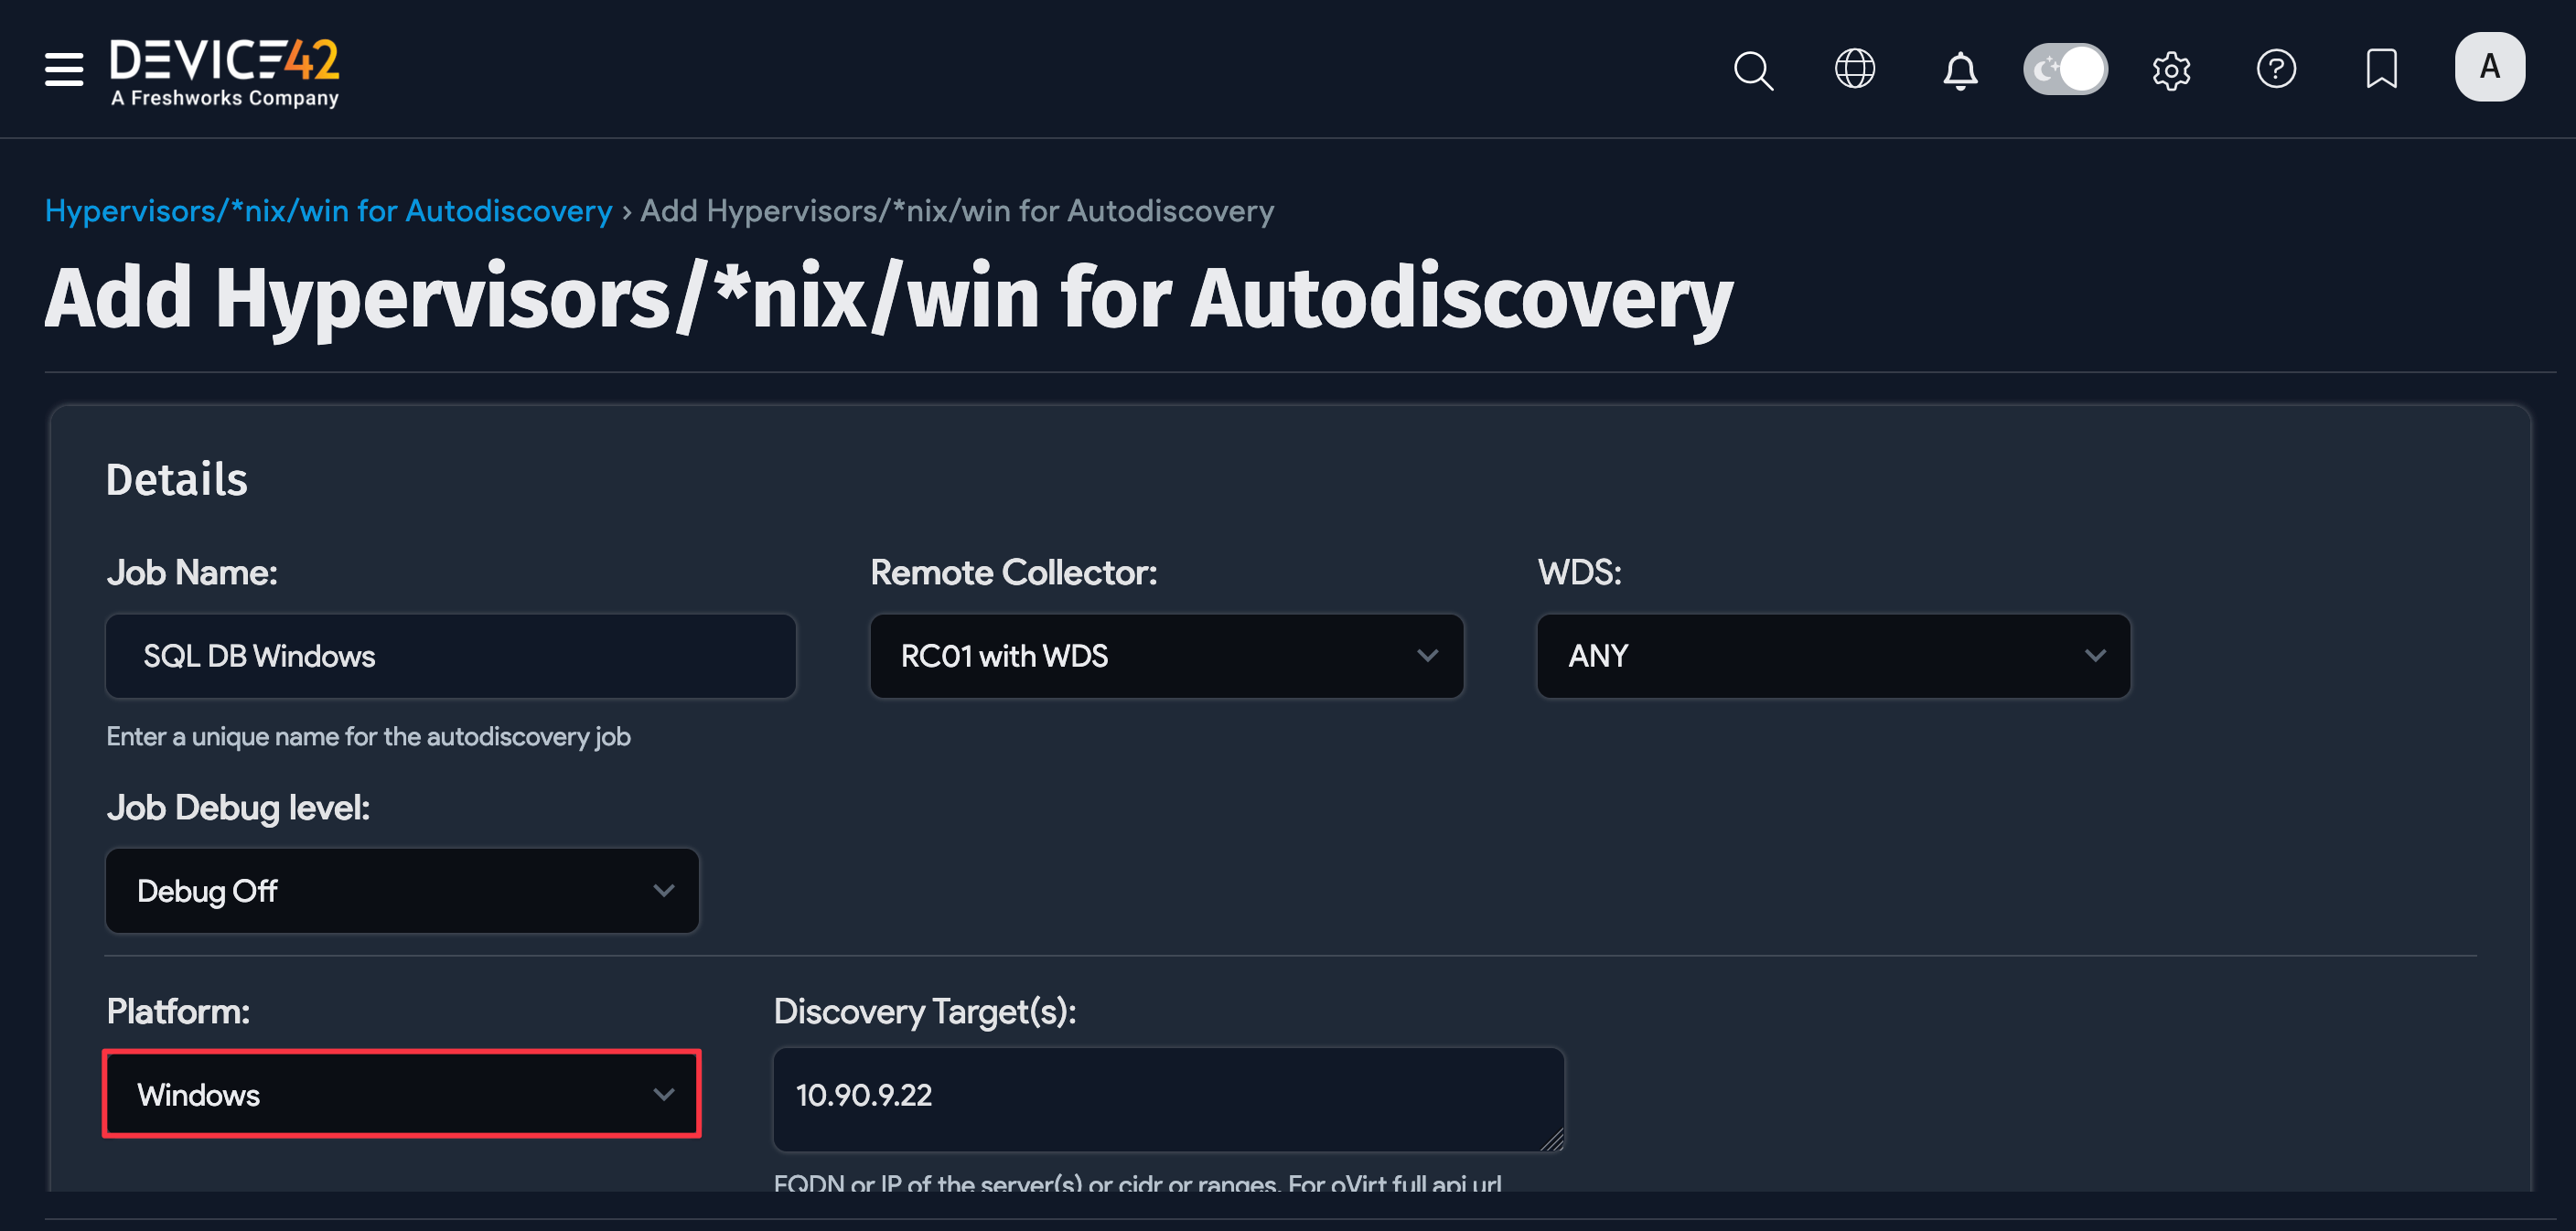 DEVICE42
A Freshworks Company
A
Hypervisors/*nix/win for Autodiscovery › Add Hypervisors/*nix/win for Autodiscovery
Add Hypervisors/*nix/win for Autodiscovery
Details
Job Name:
Remote Collector:
WDS:
SQL DB Windows
RC01 with WDS
ANY
Enter a unique name for the autodiscovery job
Job Debug level:
Debug Off
Platform:
Discovery Target(s):
Windows
10.90.9.22
FQDN or IP of the server(s) or cidr or ranges. For oVirt full api url